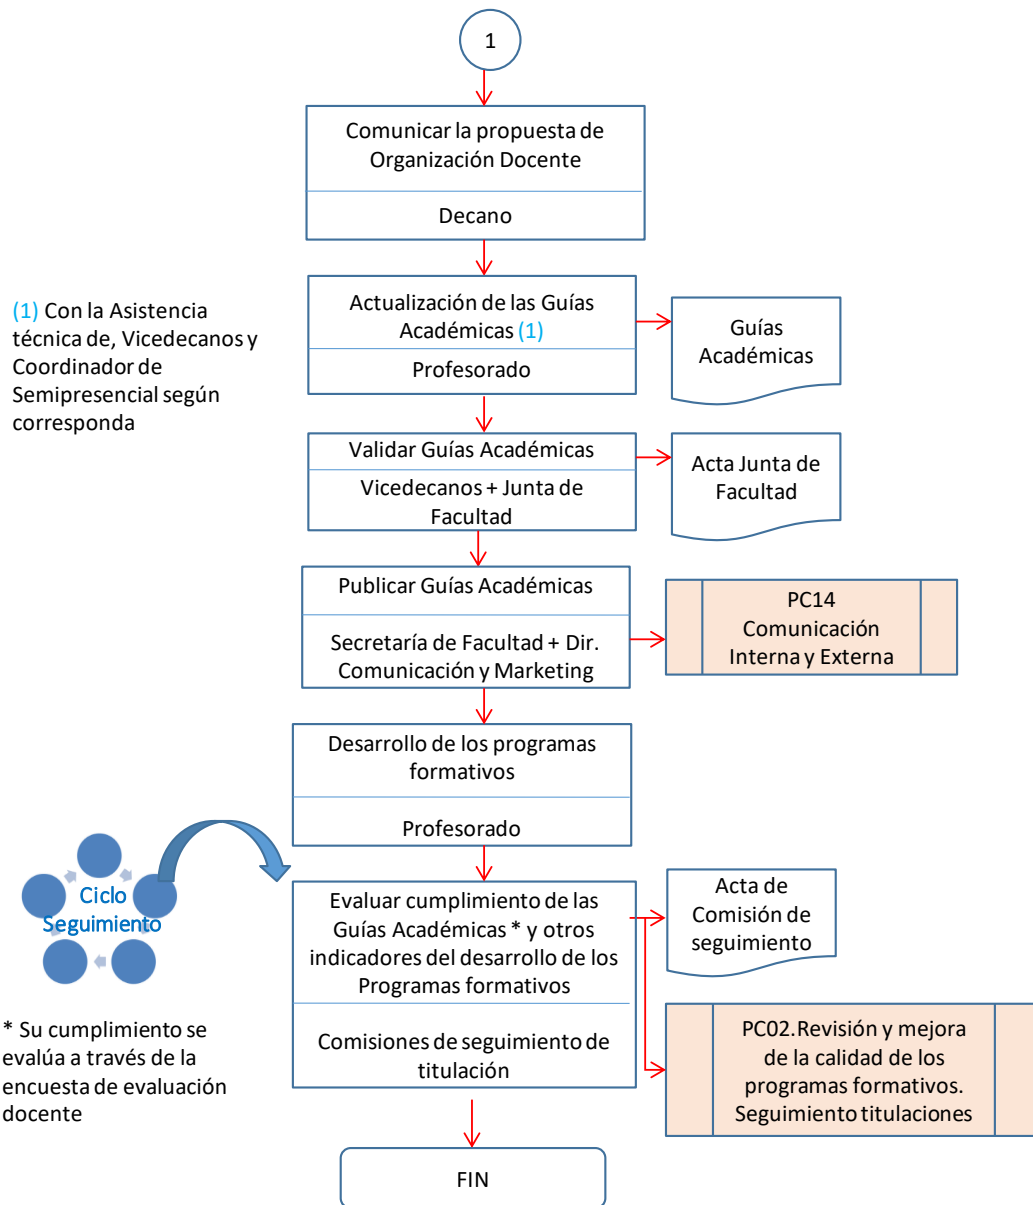 1
Comunicar la propuesta de
Organización Docente
Decano
(1) Con la Asistencia
técnica de, Vicedecanos y
Coordinador de
Semipresencial según
corresponda
Actualización de las Guías
Académicas (1)
Profesorado
Guías
Académicas
Validar Guías Académicas
Vicedecanos + Junta de
Facultad
Acta Junta de
Facultad
Publicar Guías Académicas
Secretaría de Facultad + Dir.
Comunicación y Marketing
PC14
Comunicación
Interna y Externa
Desarrollo de los programas
formativos
Profesorado
Ciclo
Seguimiento
Evaluar cumplimiento de las
Guías Académicas * y otros
indicadores del desarrollo de los
Programas formativos
Comisiones de seguimiento de
titulación
Acta de
Comisión de
seguimiento
* Su cumplimiento se
evalúa a través de la
encuesta de evaluación
docente
PC02.Revisión y mejora
de la calidad de los
programas formativos.
Seguimiento titulaciones
FIN